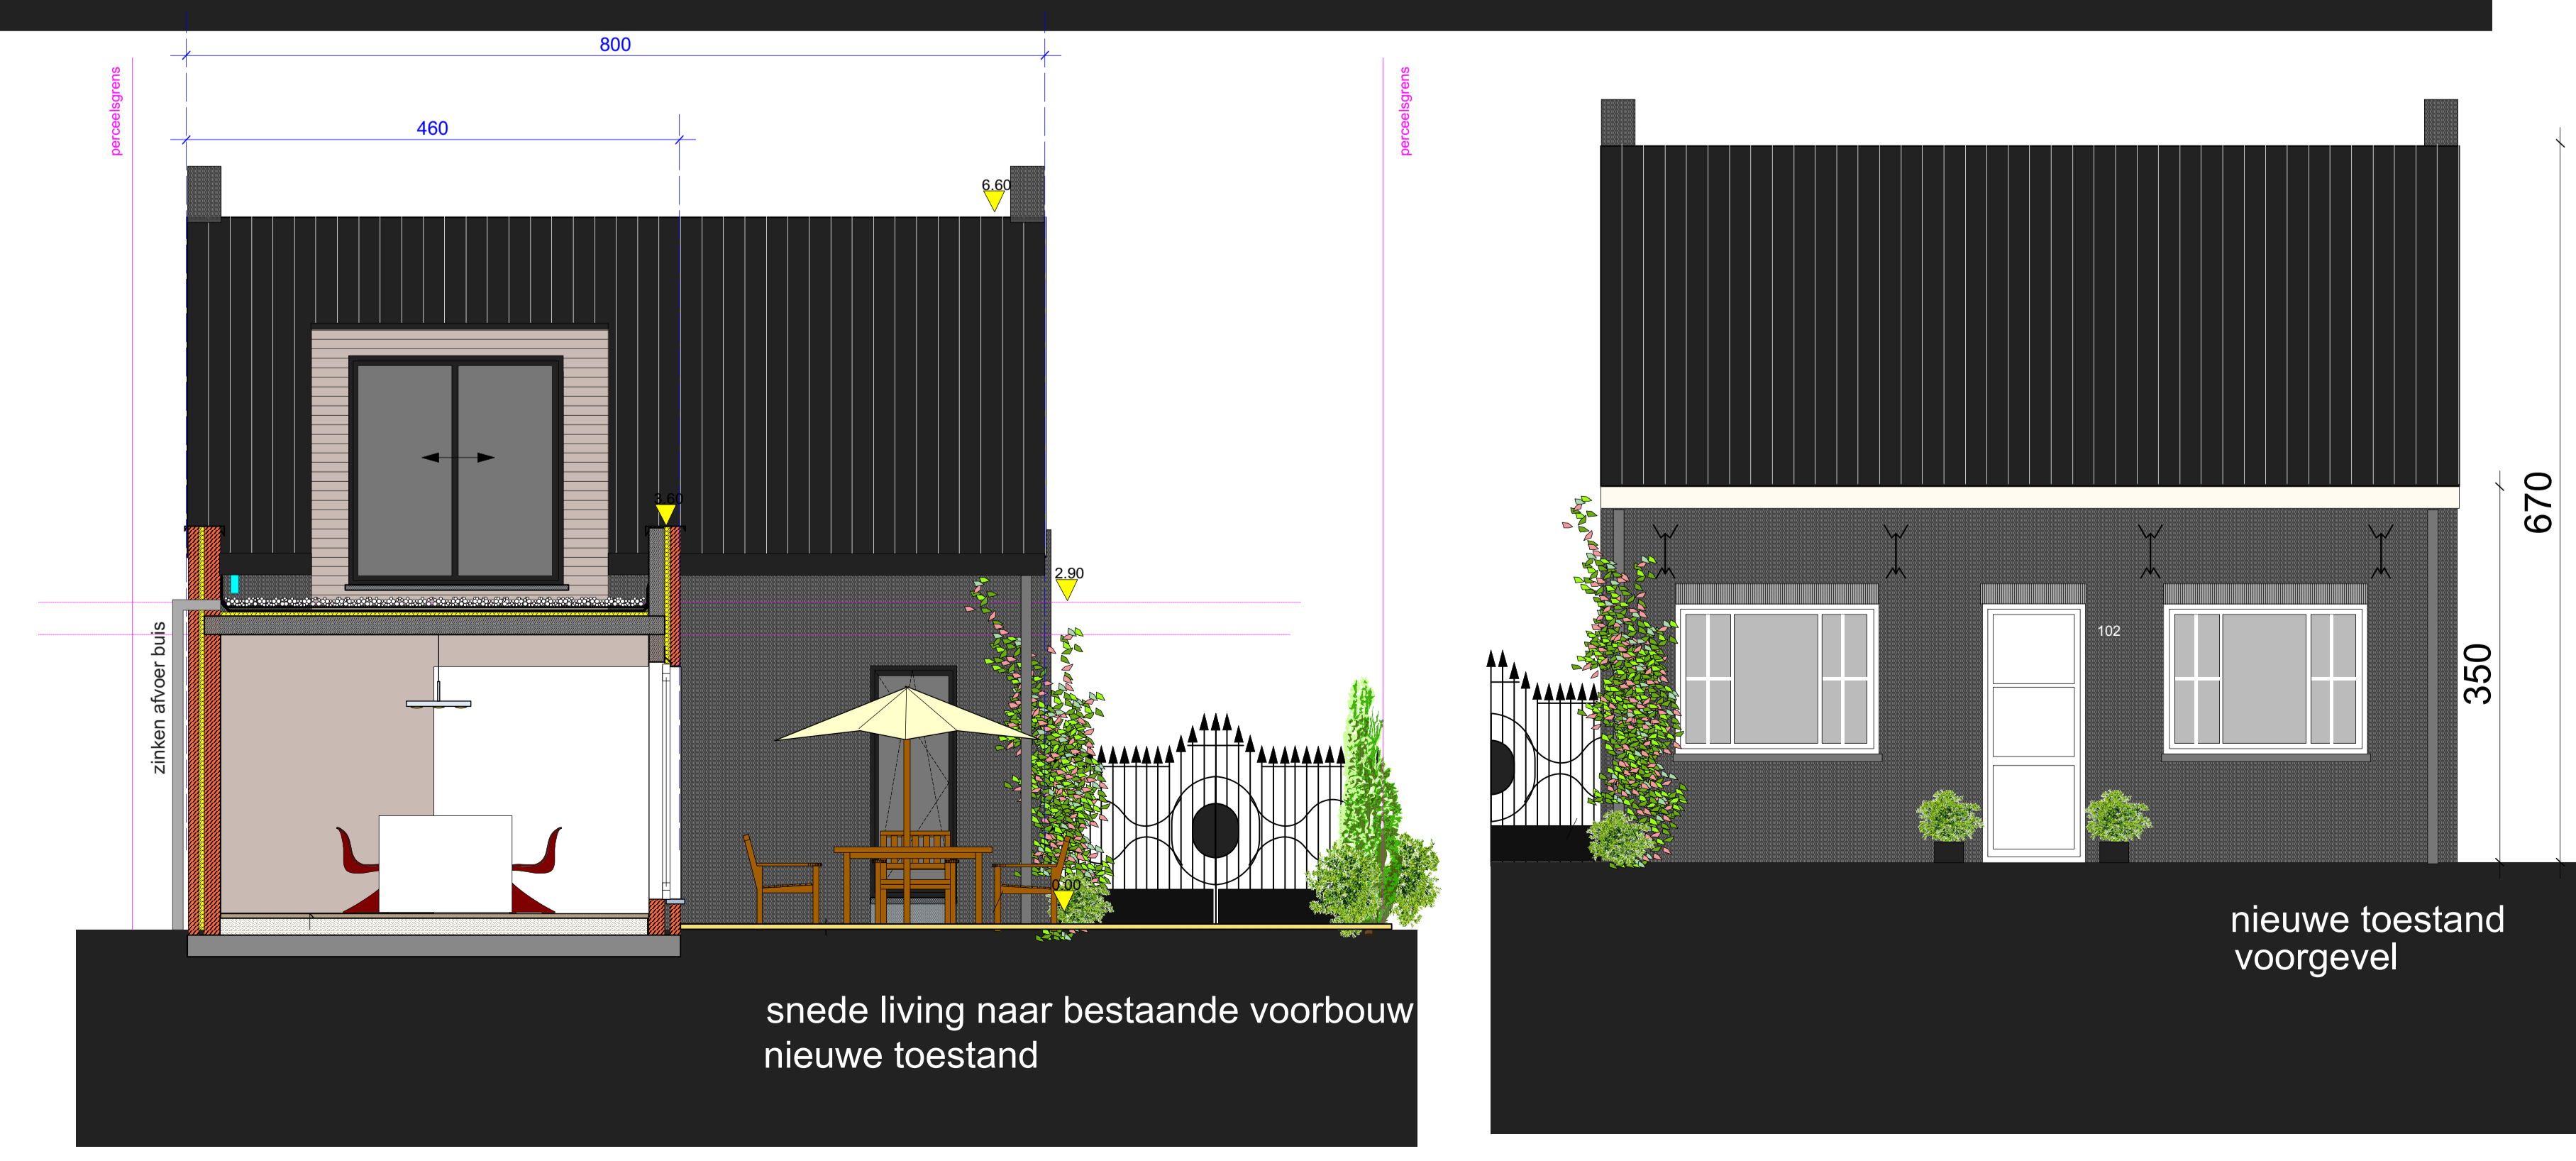 800
perceelsgrens
perceelsgrens
460
6.60
3.60
2.90
zinken afvoer buis
0.00
snede living naar bestaande voorbouw
nieuwe toestand
670
350
102
nieuwe toestand
voorgevel